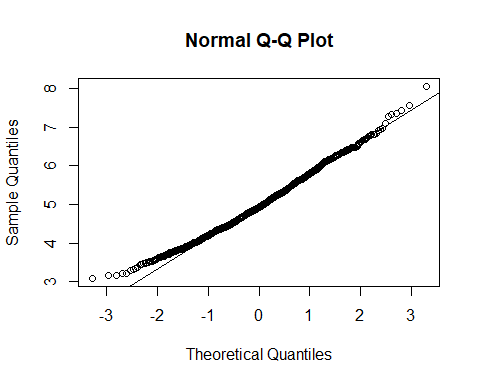 Normal Q-Q Plot
8
7
6
5
4
3
Sample Quantiles
-3 -2 -1 0 1 2 3
Theoretical Quantiles